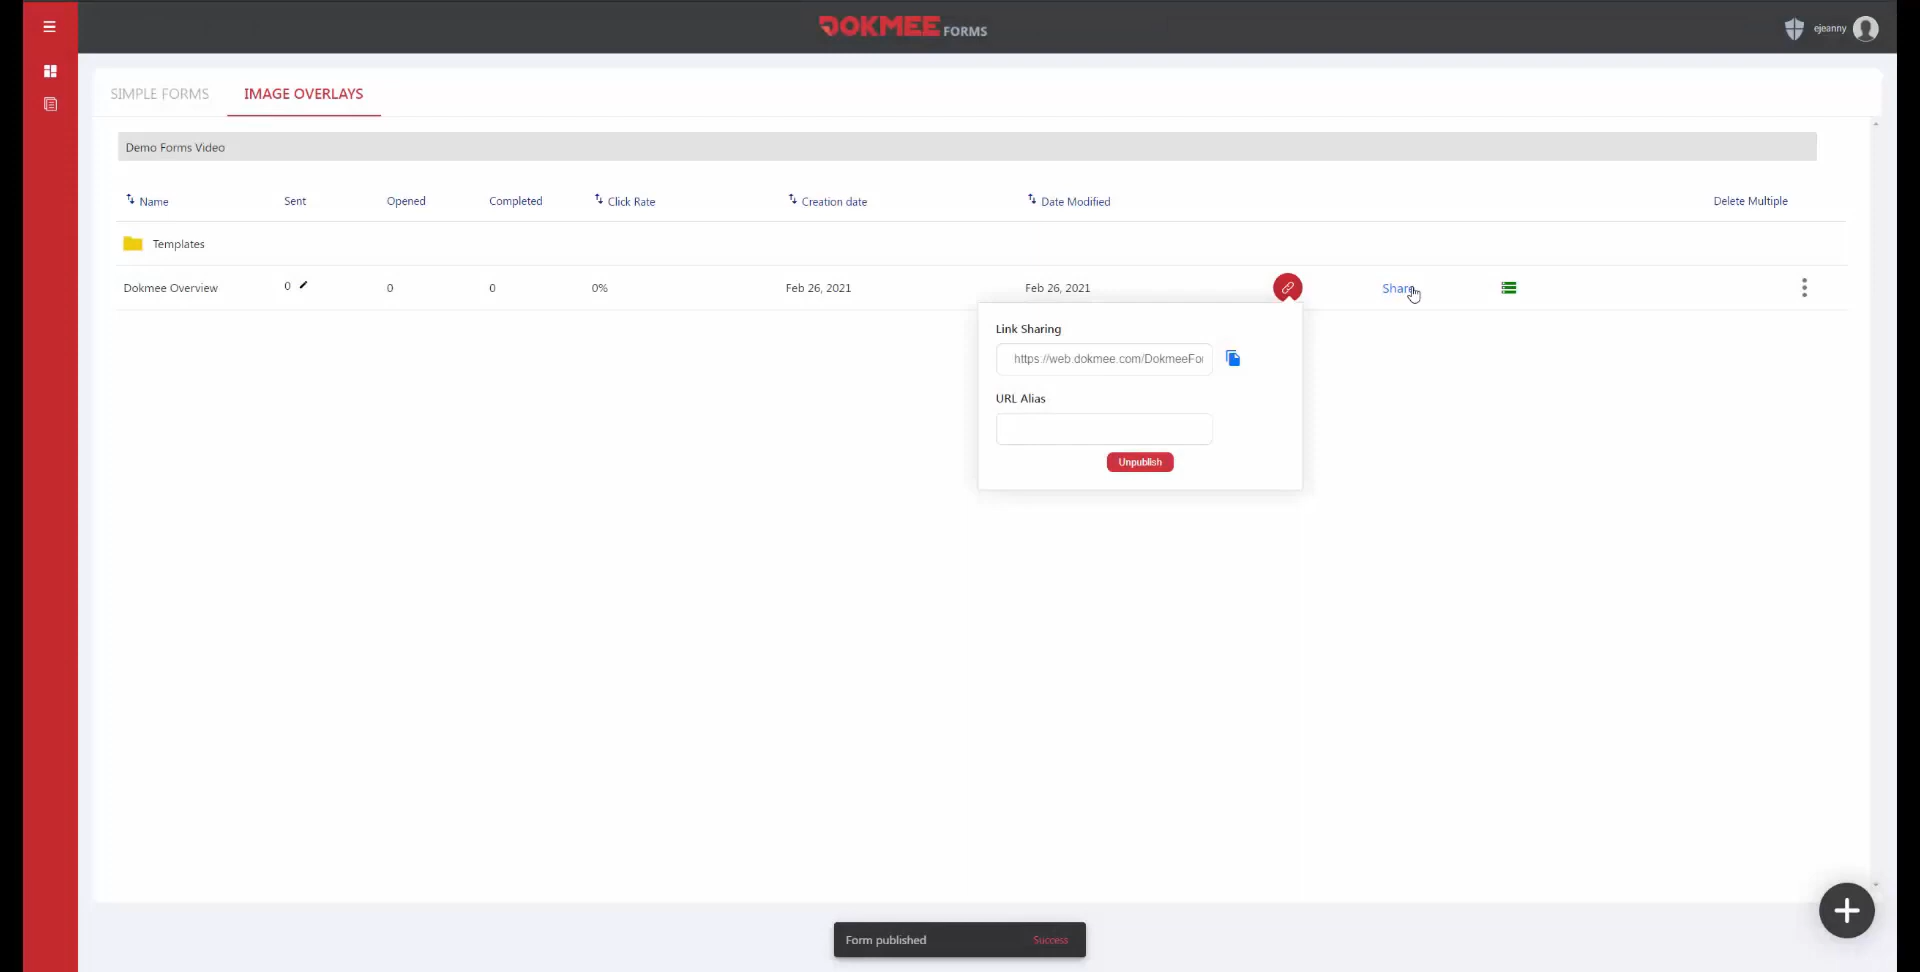 DOKMEE FORMS
ejeanny
SIMPLE FORMS IMAGE OVERLAYS
Demo Forms Video
Name Sent Opened Completed Click Rate Creation date Date Modified Delete Multiple
Templates
Dokmee Overview 0 0 0 0% Feb 26, 2021 Feb 26, 2021 Share
Link Sharing
https://web.dokmee.com/DokmeeFo
URL Alias
Unpublish
Form published Success